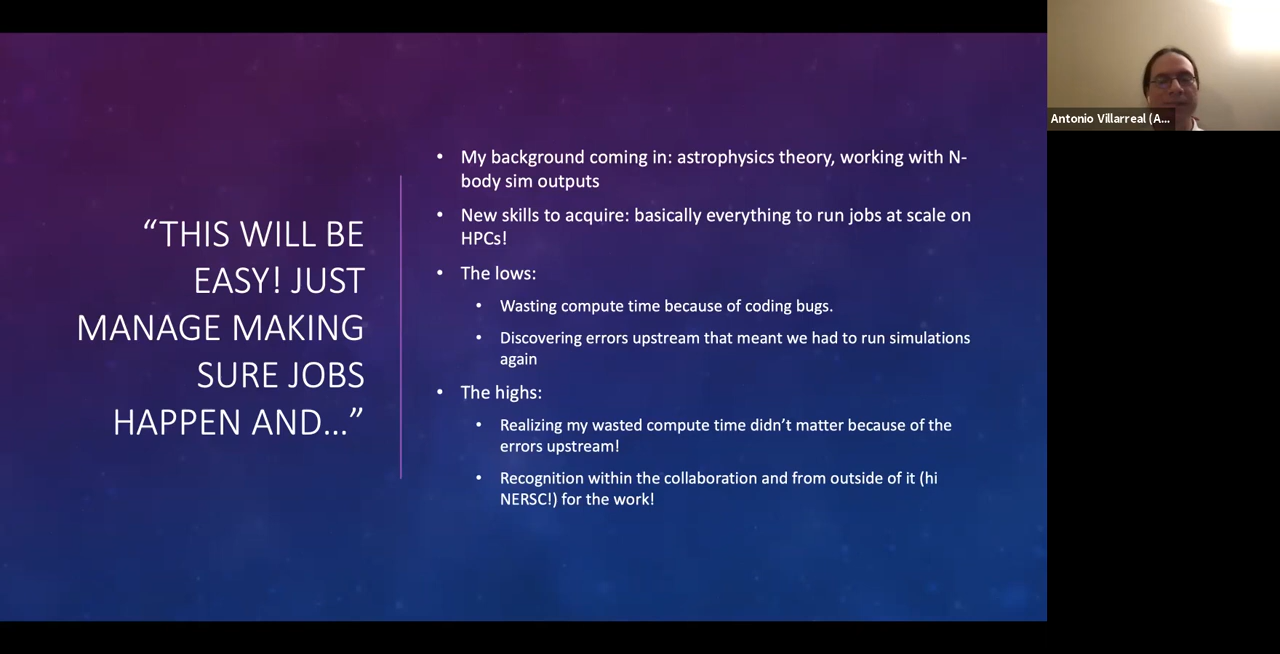 “THIS WILL BE
EASY! JUST
MANAGE MAKING
SURE JOBS
HAPPEN AND…”
• My background coming in: astrophysics theory, working with N-
body sim outputs
• New skills to acquire: basically everything to run jobs at scale on
HPCs!
• The lows:
• Wasting compute time because of coding bugs.
• Discovering errors upstream that meant we had to run simulations
again
• The highs:
• Realizing my wasted compute time didn’t matter because of the
errors upstream!
• Recognition within the collaboration and from outside of it (hi
NERSC!) for the work!
Antonio Villarreal (A...